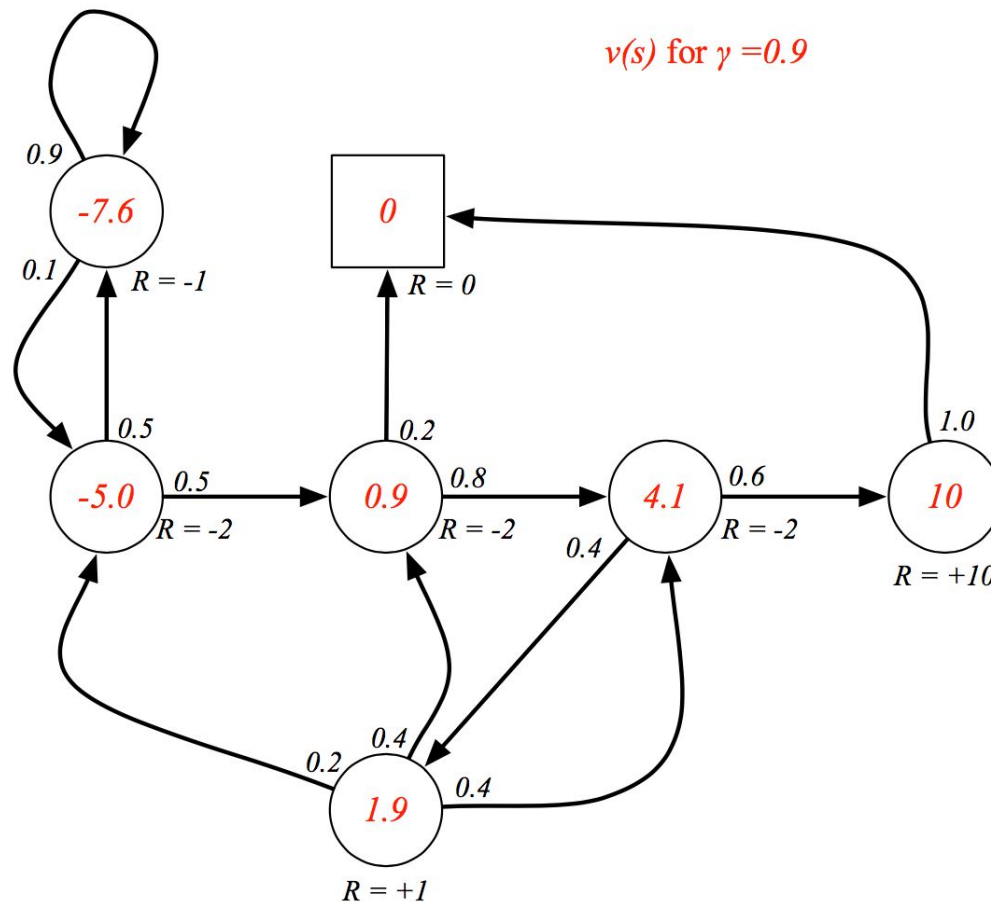 v(s) for γ =0.9
0.9
-7.6
0
0.1
R = -1
R = 0
0.5
0.2
1.0
-5.0
0.5
0.9
0.8
4.1
0.6
10
R = -2
R = -2
R = -2
0.4
R = +10
0.2
0.4
0.4
1.9
R = +1